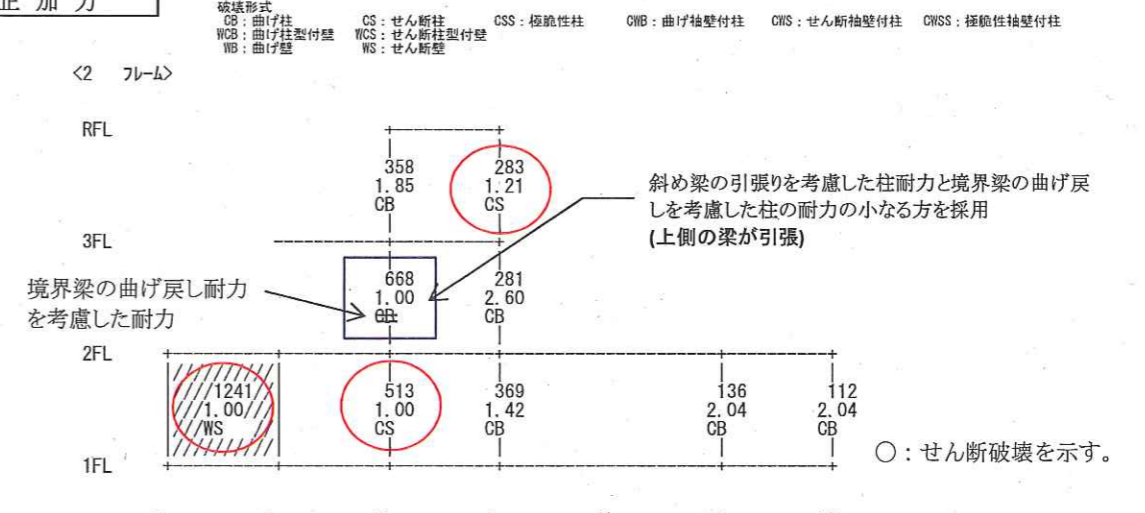 正 加 力
破壊形式
CB : 曲げ柱 CS : せん断柱 CSS : 極脆性柱 CWB : 曲げ袖壁付柱 CWS : せん断袖壁付柱 CWSS : 極脆性袖壁付柱
WCB : 曲げ柱型付壁 WCS : せん断柱型付壁
WB : 曲げ壁 WS : せん断壁
<2 フレーム>
RFL
358 283
1.85 1.21
CB CS
斜め梁の引張りを考慮した柱耐力と境界梁の曲げ戻
しを考慮した柱の耐力の小なる方を採用
(上側の梁が引張)
3FL
境界梁の曲げ戻し耐力
を考慮した耐力
668 281
1.00 2.60
CB CB
2FL
1241 513 369 136 112
1.00 1.00 1.42 2.04 2.04
WS CS CB CB CB
1FL
○:せん断破壊を示す。